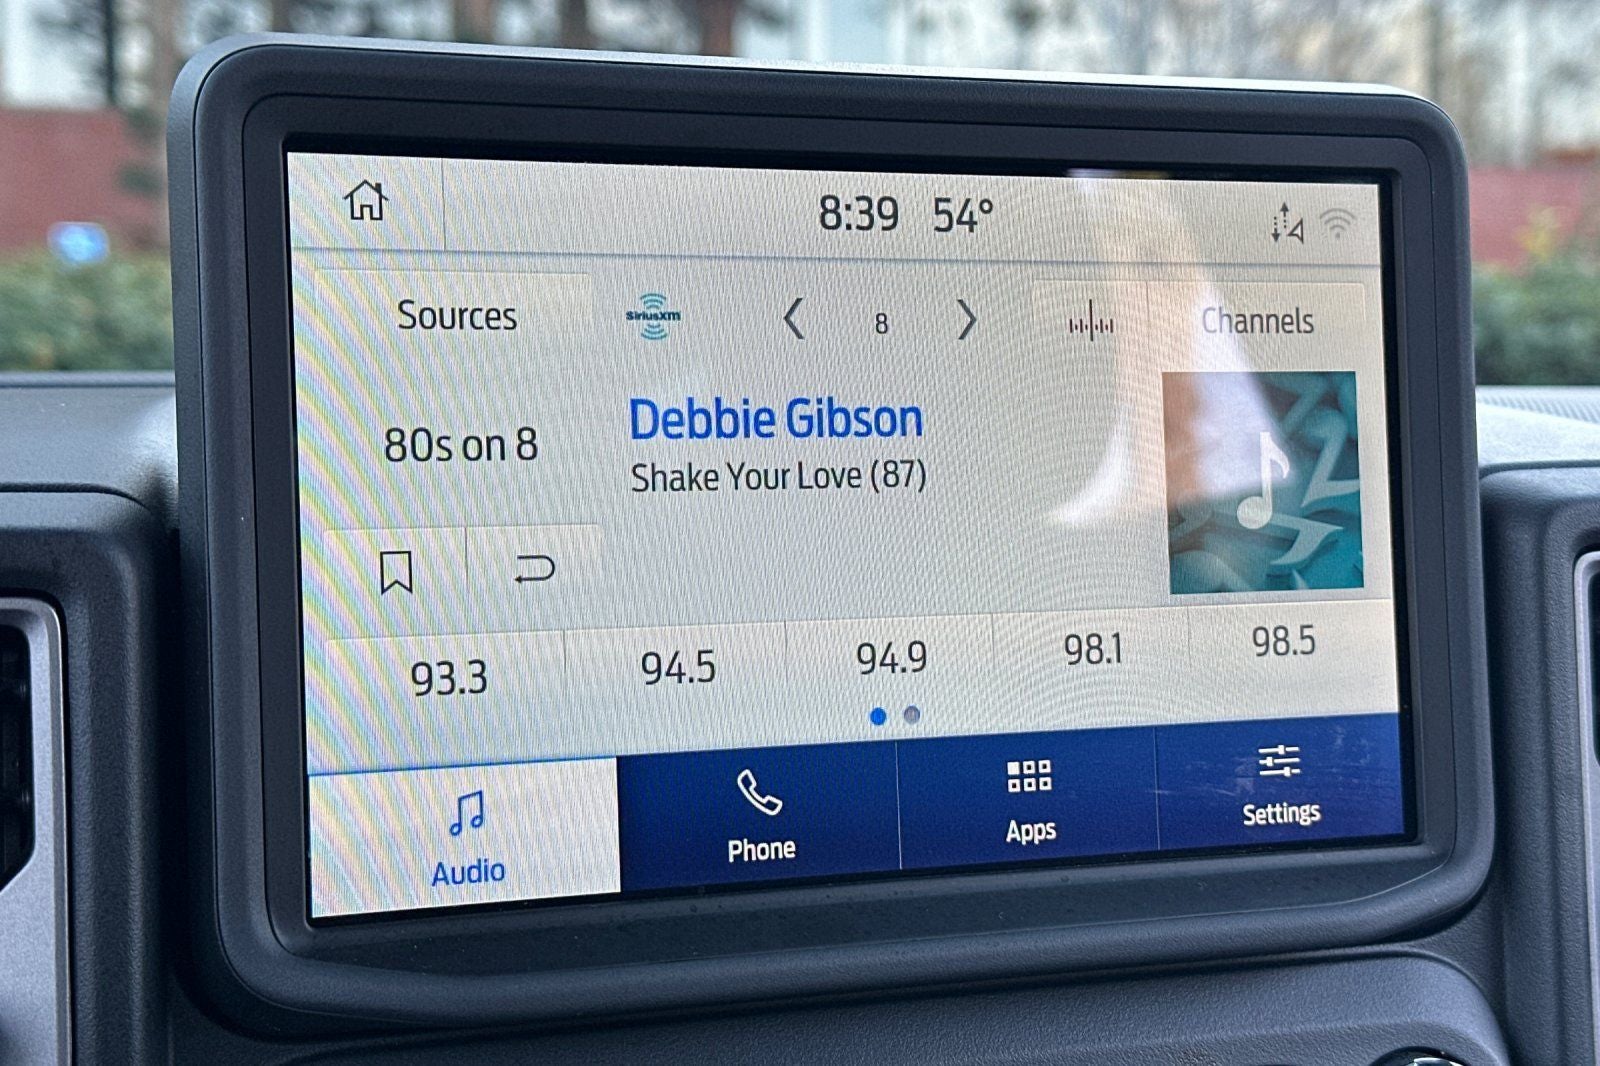 8:39 54°
Sources
SiriusXM
8
Channels
80s on 8
Debbie Gibson
Shake Your Love (87)
93.3
94.5
94.9
98.1
98.5
Audio
Phone
Apps
Settings